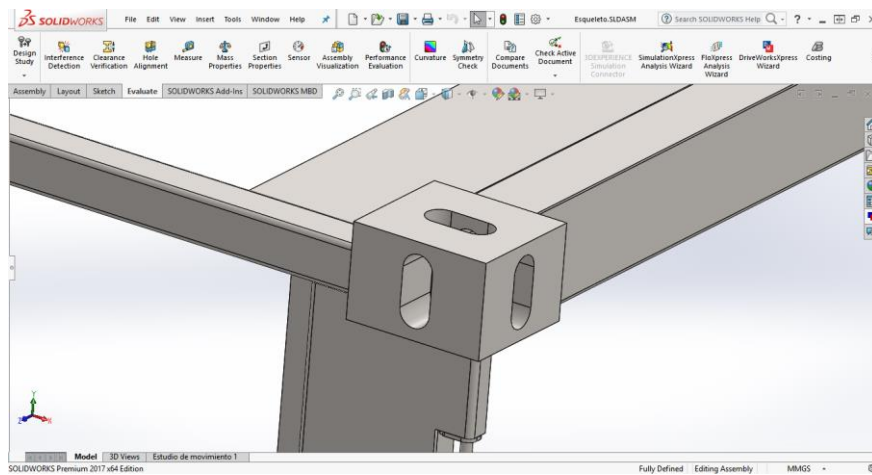 SOLIDWORKS File Edit View Insert Tools Window Help Esqueleto.SLDASM Search SOLIDWORKS Help ?
Design Study Interference Detection Clearance Verification Hole Alignment Measure Mass Properties Section Properties Sensor Assembly Visualization Performance Evaluation Curvature Symmetry Check Compare Documents Check Active Document 3DEXPERIENCE Simulation Connector SimulationXpress Analysis Wizard FloXpress Analysis Wizard DriveWorksXpress Wizard Costing
Assembly Layout Sketch Evaluate SOLIDWORKS Add-Ins SOLIDWORKS MBD
Y
Z X
Model 3D Views Estudio de movimiento 1
SOLIDWORKS Premium 2017 x64 Edition Fully Defined Editing Assembly MMGS